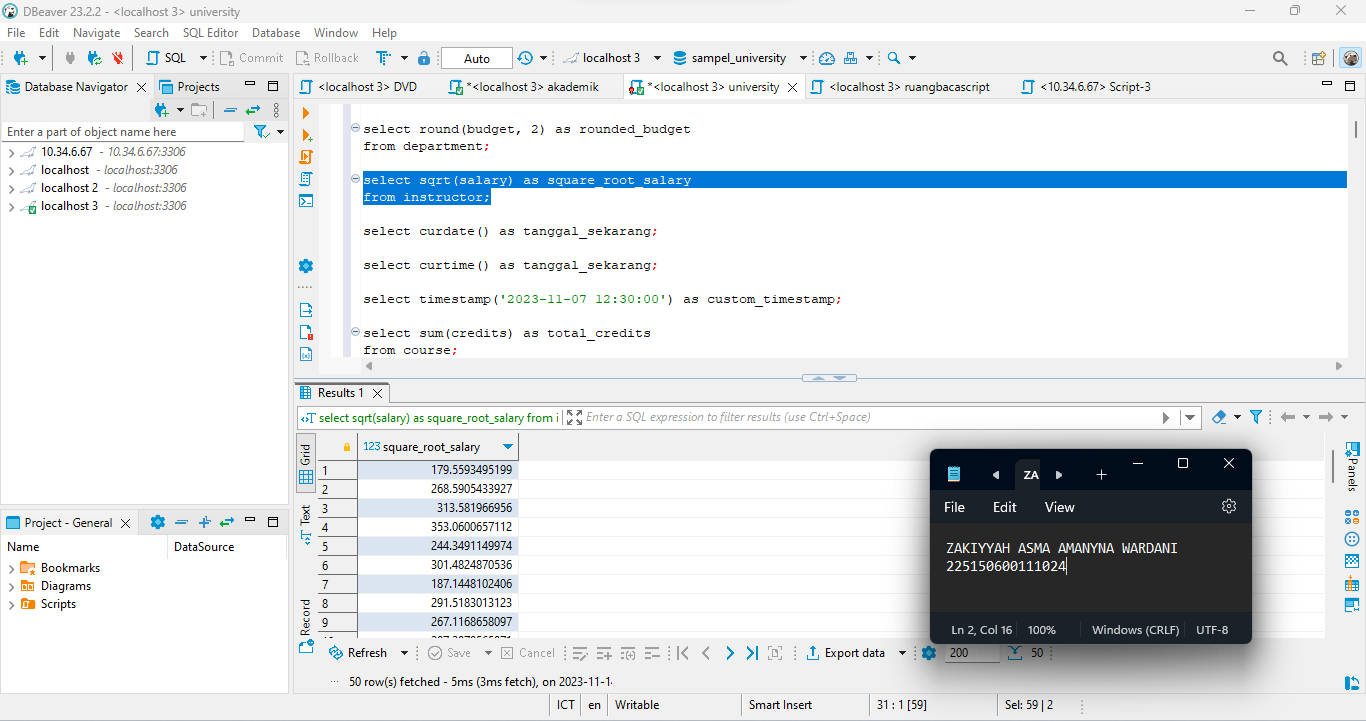 DBeaver 23.2.2 - <localhost 3> university
File Edit Navigate Search SQL Editor Database Window Help
SQL Commit Rollback Auto localhost 3 sampel_university
Database Navigator Projects
<localhost 3> DVD *<localhost 3> akademik *<localhost 3> university <localhost 3> ruangbacascript <10.34.6.67> Script-3
Enter a part of object name here
10.34.6.67 - 10.34.6.67:3306
localhost - localhost:3306
localhost 2 - localhost:3306
localhost 3 - localhost:3306
select round(budget, 2) as rounded_budget
from department;
select sqrt(salary) as square_root_salary
from instructor;
select curdate() as tanggal_sekarang;
select curtime() as tanggal_sekarang;
select timestamp('2023-11-07 12:30:00') as custom_timestamp;
select sum(credits) as total_credits
from course;
Project - General
Name DataSource
Bookmarks
Diagrams
Scripts
Results 1
select sqrt(salary) as square_root_salary from i Enter a SQL expression to filter results (use Ctrl+Space)
Grid
Text
Record
123 square_root_salary
1 179.5593495199
2 268.5905433927
3 313.581966956
4 353.0600657112
5 244.3491149974
6 301.4824870536
7 187.1448102406
8 291.5183013123
9 267.1168658097
Panels
ZA
File Edit View
ZAKIYYAH ASMA AMANYNA WARDANI
225150600111024
Ln 2, Col 16 100% Windows (CRLF) UTF-8
Refresh Save Cancel Export data 200 50
50 row(s) fetched - 5ms (3ms fetch), on 2023-11-1
ICT en Writable Smart Insert 31 : 1 [59] Sel: 59 | 2